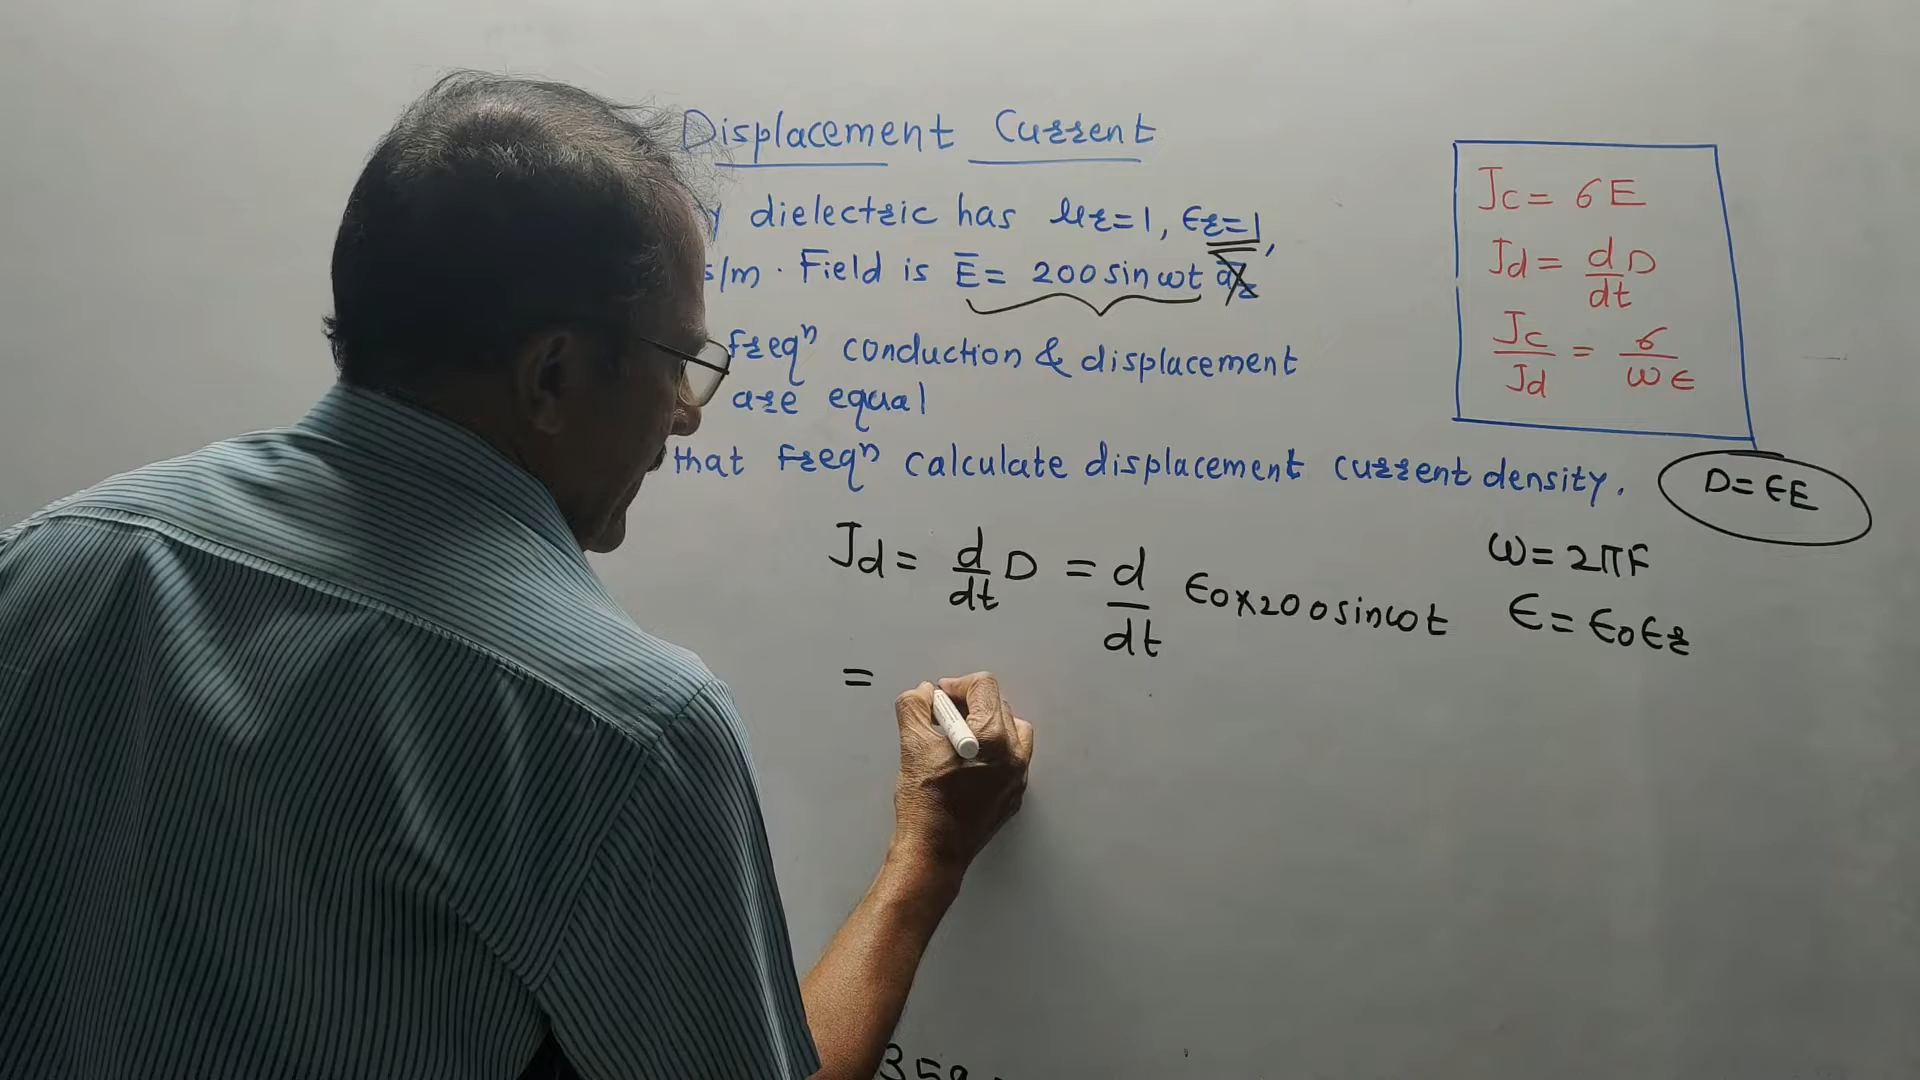 Displacement Current
dielectric has μr=1, ϵr=1,
s/m. Field is E̅= 200 sin ωt a̅z
freqⁿ conduction & displacement
are equal
that freqⁿ calculate displacement current density.
Jc = σE
Jd = d/dt D
Jc/Jd = σ/ωϵ
D=ϵE
Jd = d/dt D = d/dt ϵ0×200 sin ωt
ω=2πF
ϵ= ϵ0ϵr
=